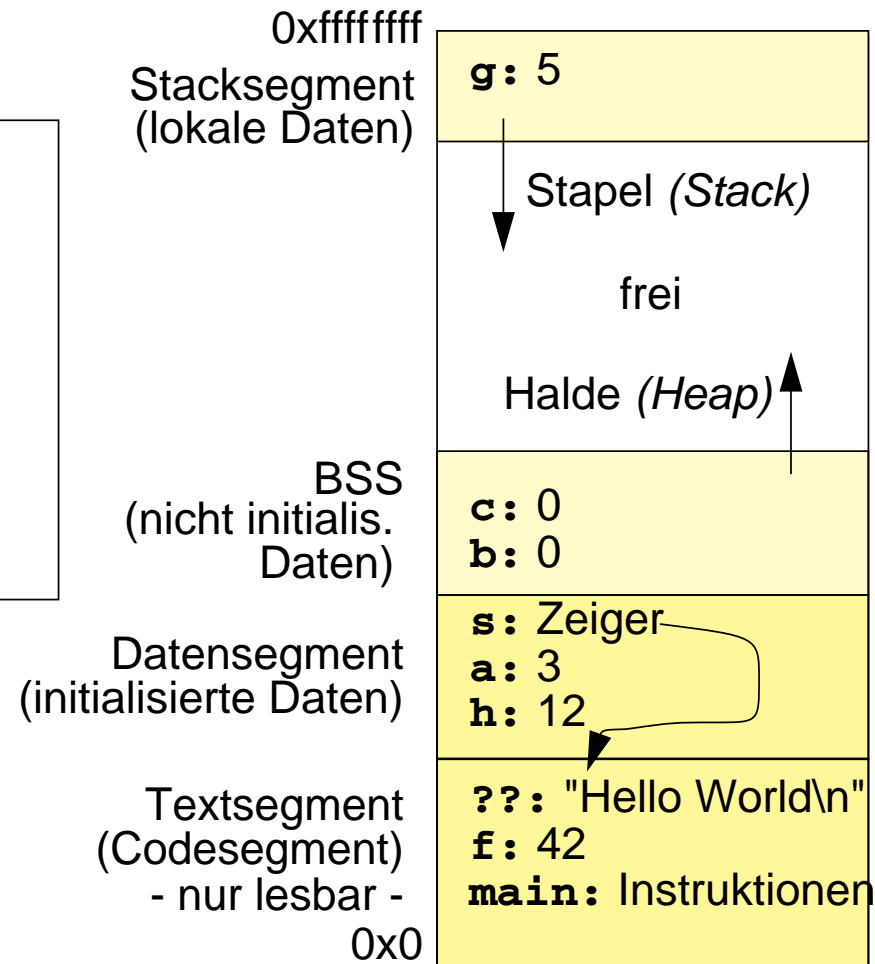 0xffffffff
Stacksegment
(lokale Daten)
g: 5
Stapel (Stack)
frei
Halde (Heap)
BSS
(nicht initialis.
Daten)
c: 0
b: 0
Datensegment
(initialisierte Daten)
s: Zeiger
a: 3
h: 12
Textsegment
(Codesegment)
- nur lesbar -
0x0
??: "Hello World\n"
f: 42
main: Instruktionen